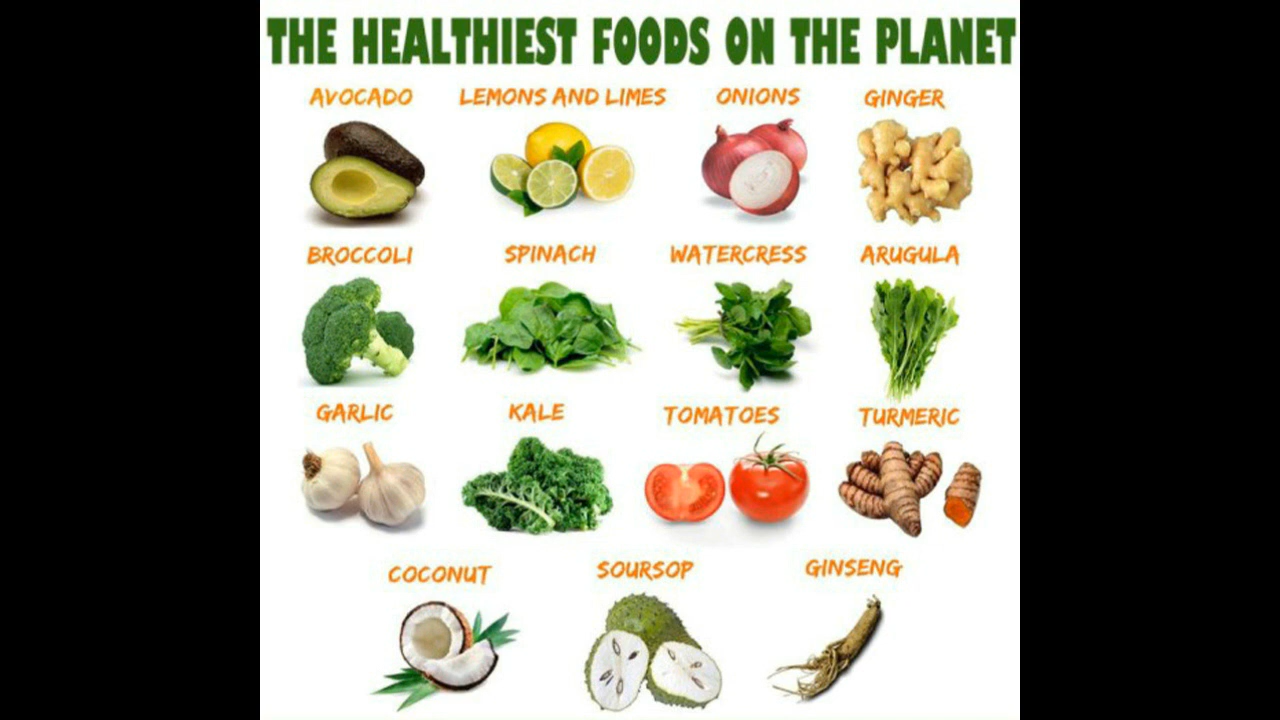 THE HEALTHIEST FOODS ON THE PLANET
AVOCADO LEMONS AND LIMES ONIONS GINGER
BROCCOLI SPINACH WATERCRESS ARUGULA
GARLIC KALE TOMATOES TURMERIC
COCONUT SOURSOP GINSENG